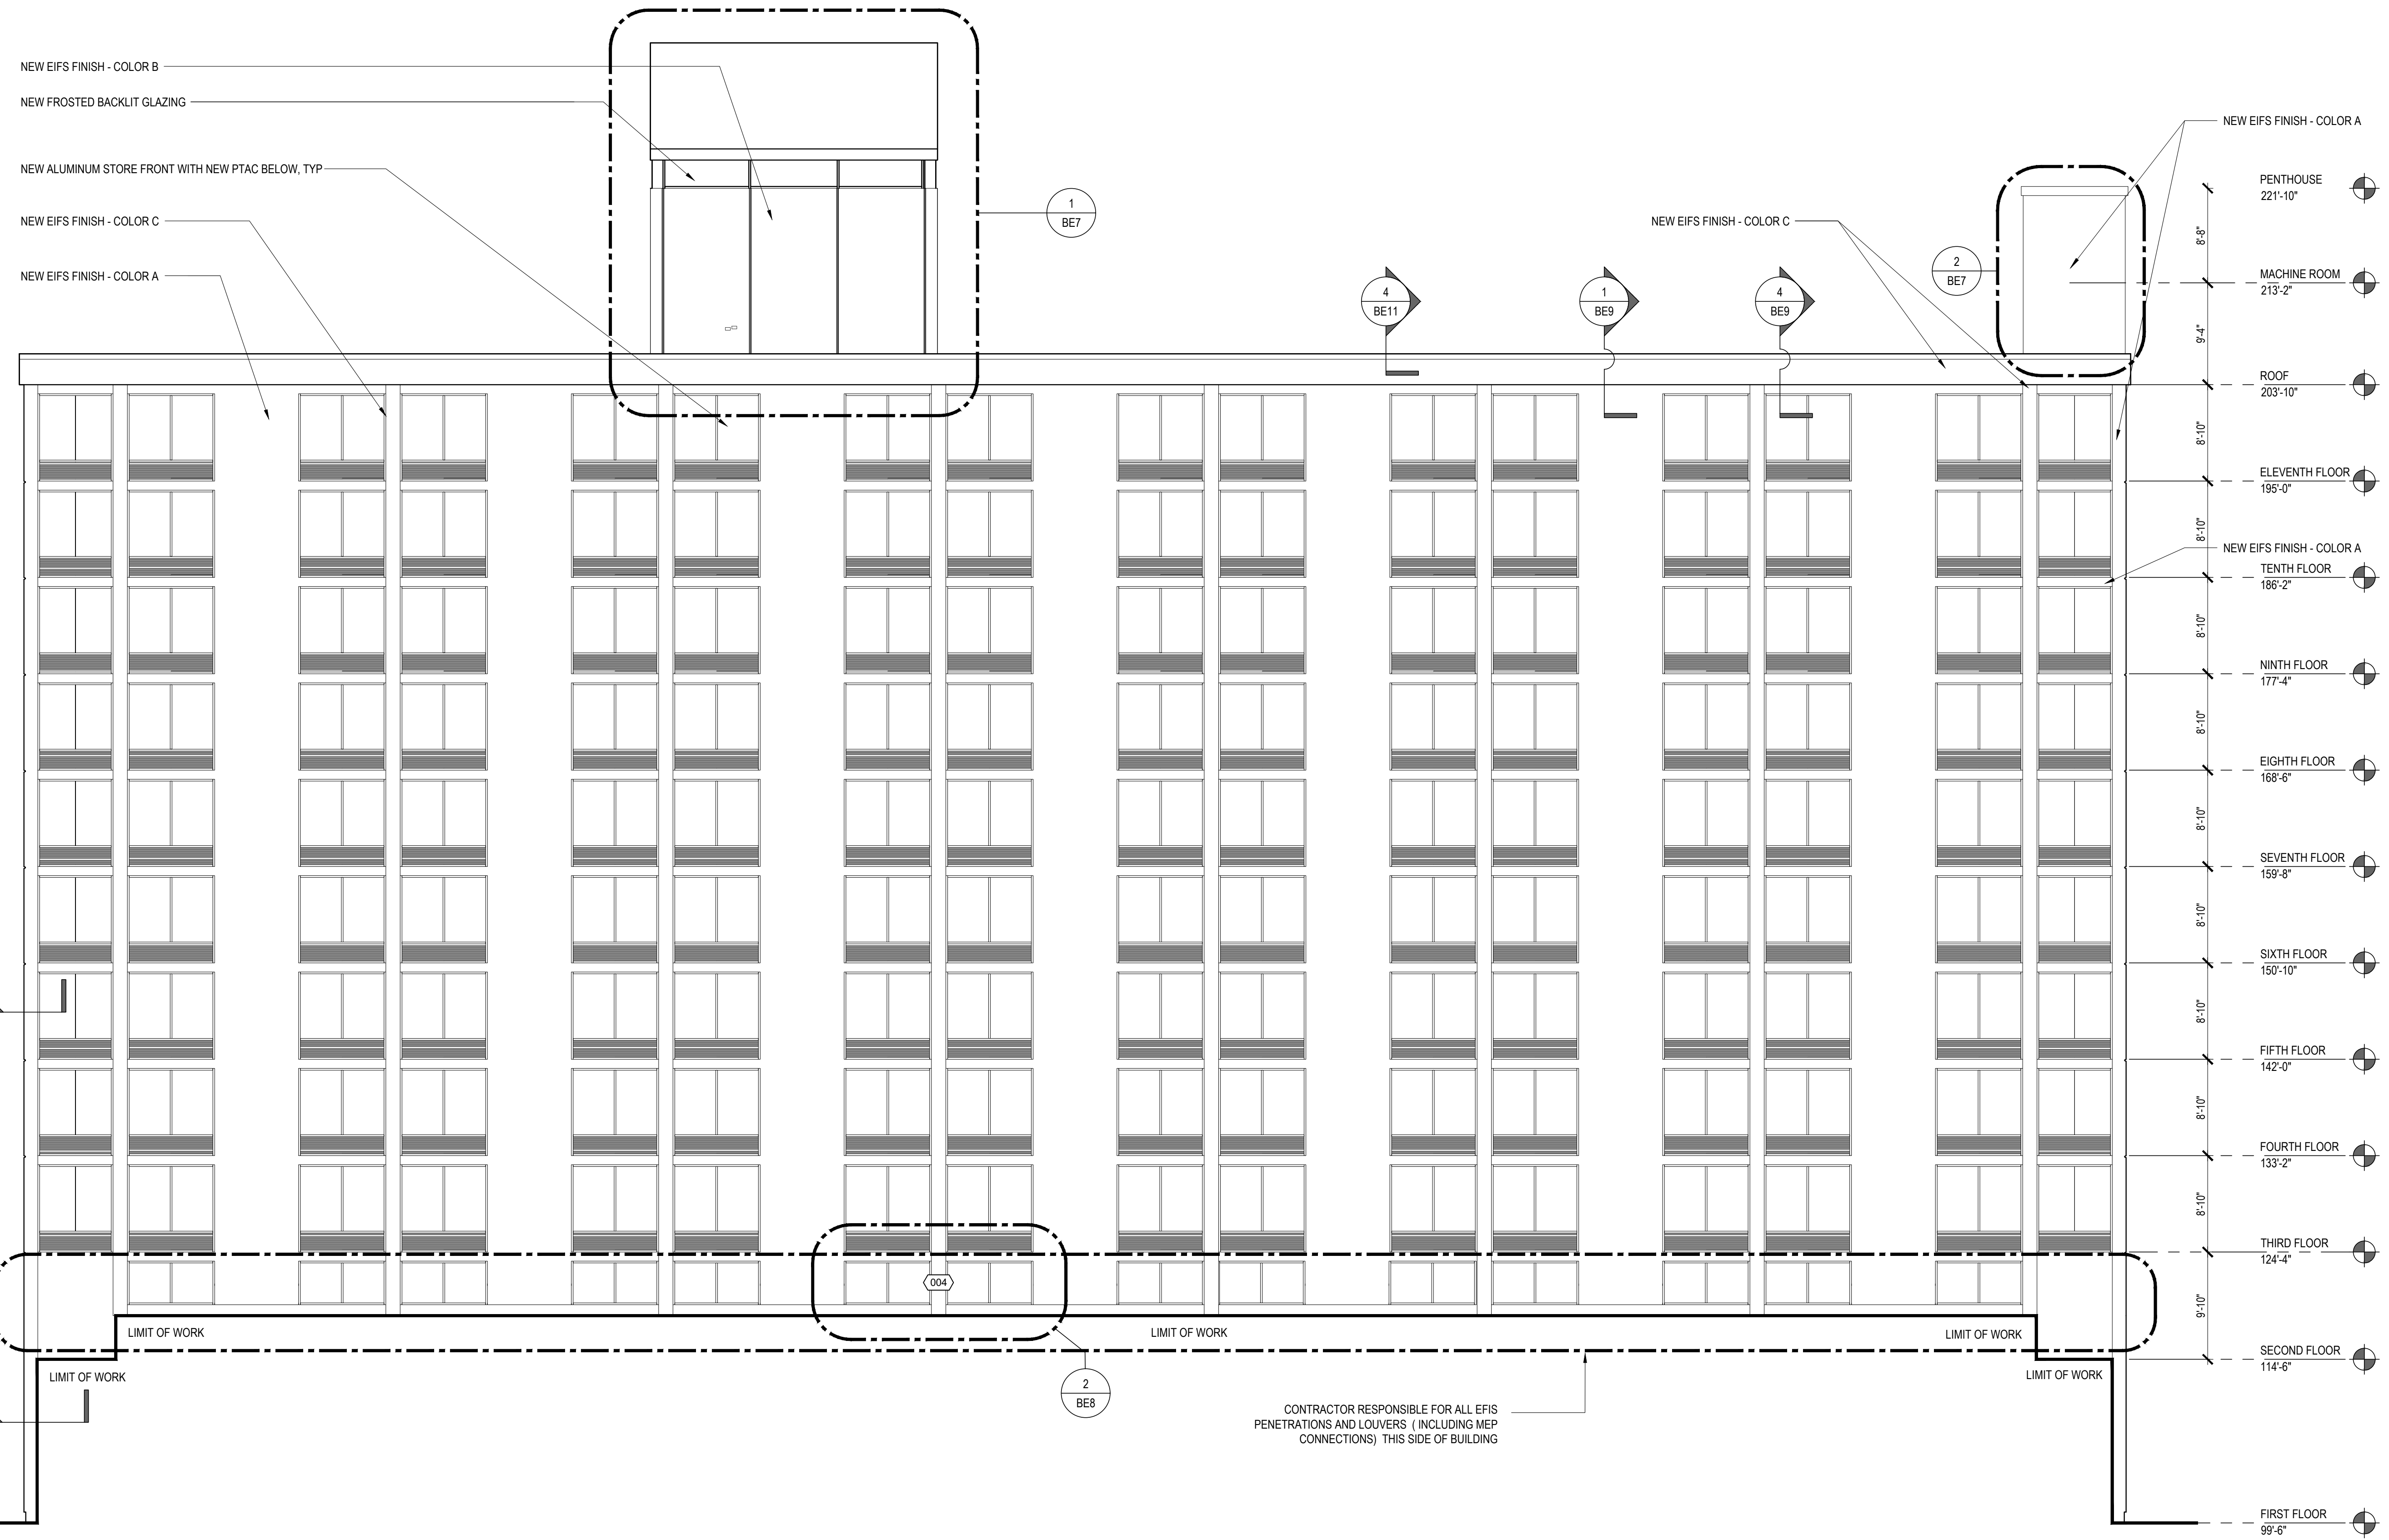 NEW EIFS FINISH - COLOR B
NEW FROSTED BACKLIT GLAZING
NEW ALUMINUM STORE FRONT WITH NEW PTAC BELOW, TYP
NEW EIFS FINISH - COLOR C
NEW EIFS FINISH - COLOR A
1
BE7
NEW EIFS FINISH - COLOR C
4
BE11
1
BE9
4
BE9
2
BE7
NEW EIFS FINISH - COLOR A
PENTHOUSE
221'-10"
8'-8"
MACHINE ROOM
213'-2"
9'-4"
ROOF
203'-10"
8'-10"
ELEVENTH FLOOR
195'-0"
8'-10"
NEW EIFS FINISH - COLOR A
TENTH FLOOR
186'-2"
8'-10"
NINTH FLOOR
177'-4"
8'-10"
EIGHTH FLOOR
168'-6"
8'-10"
SEVENTH FLOOR
159'-8"
8'-10"
SIXTH FLOOR
150'-10"
8'-10"
FIFTH FLOOR
142'-0"
8'-10"
FOURTH FLOOR
133'-2"
8'-10"
THIRD FLOOR
124'-4"
9'-10"
SECOND FLOOR
114'-6"
FIRST FLOOR
99'-6"
004
LIMIT OF WORK
LIMIT OF WORK
LIMIT OF WORK
LIMIT OF WORK
LIMIT OF WORK
2
BE8
CONTRACTOR RESPONSIBLE FOR ALL EFIS
PENETRATIONS AND LOUVERS ( INCLUDING MEP
CONNECTIONS) THIS SIDE OF BUILDING